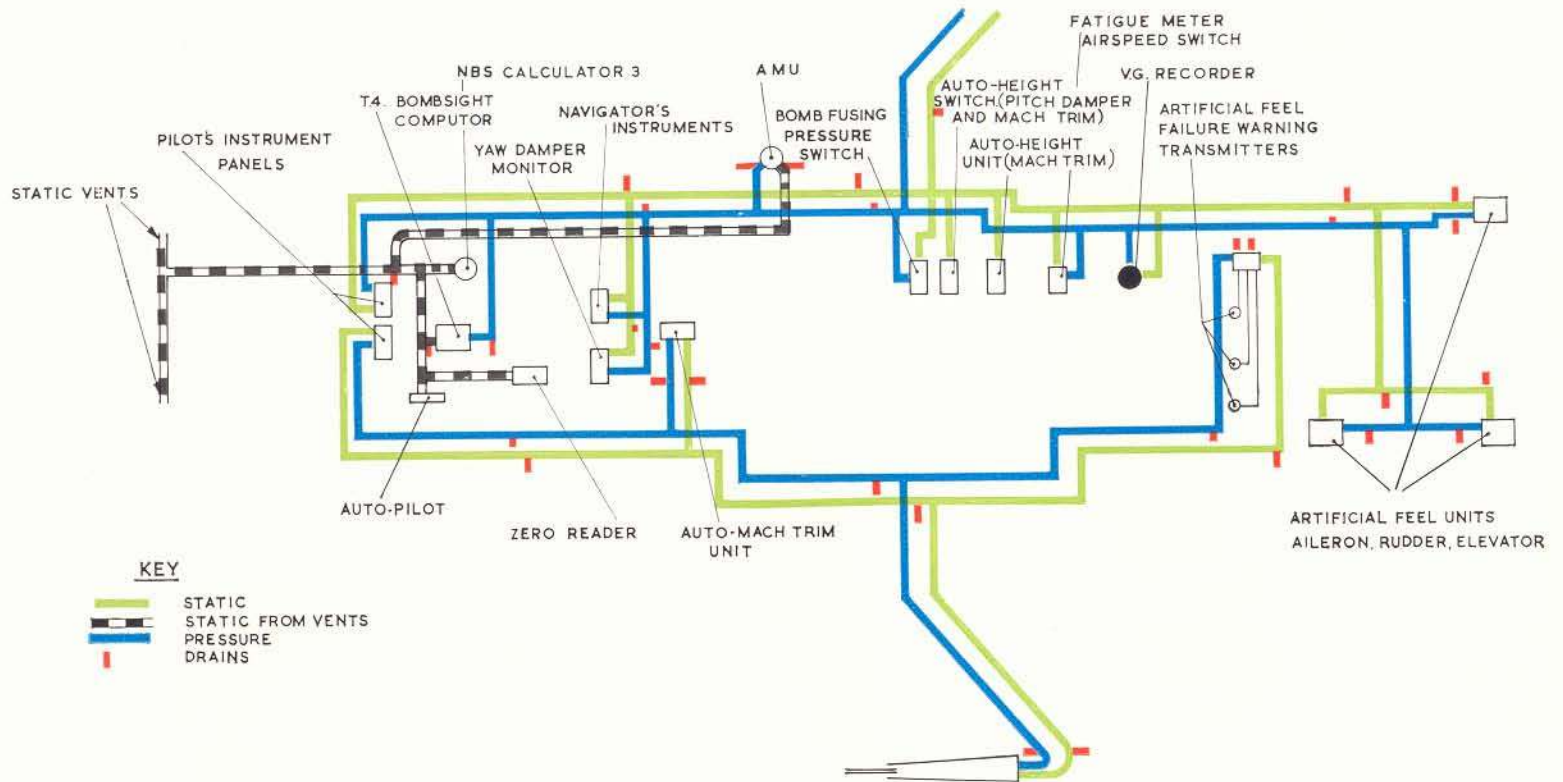 FATIGUE METER
AIRSPEED SWITCH
NBS CALCULATOR 3
AMU
V.G. RECORDER
T.4. BOMBSIGHT
COMPUTOR
NAVIGATOR'S
INSTRUMENTS
AUTO-HEIGHT
SWITCH.(PITCH DAMPER
AND MACH TRIM)
ARTIFICIAL FEEL
FAILURE WARNING
TRANSMITTERS
PILOT'S INSTRUMENT
PANELS
YAW DAMPER
MONITOR
BOMB FUSING
PRESSURE
SWITCH
AUTO-HEIGHT
UNIT(MACH TRIM)
STATIC VENTS
AUTO-PILOT
ZERO READER
AUTO-MACH TRIM
UNIT
ARTIFICIAL FEEL UNITS
AILERON, RUDDER, ELEVATOR
KEY
STATIC
STATIC FROM VENTS
PRESSURE
DRAINS